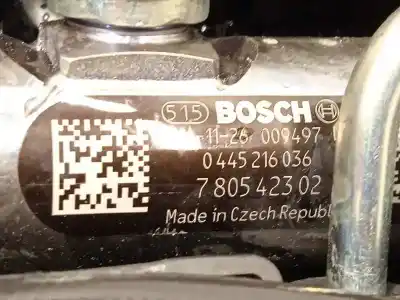 515 BOSCH
11-26 009497
0 445 216 036
7 805 423 02
Made in Czech Republ